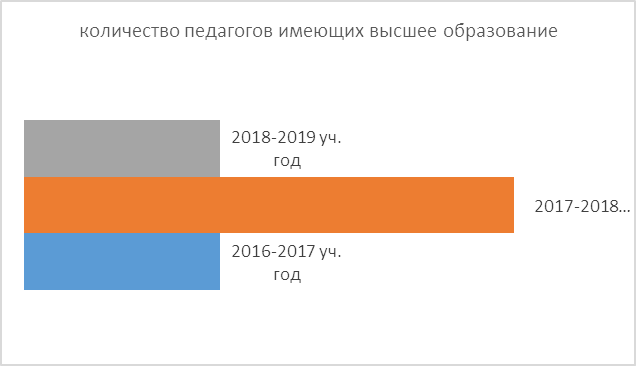 количество педагогов имеющих высшее образование
2018-2019 уч.
год
2017-2018...
2016-2017 уч.
год